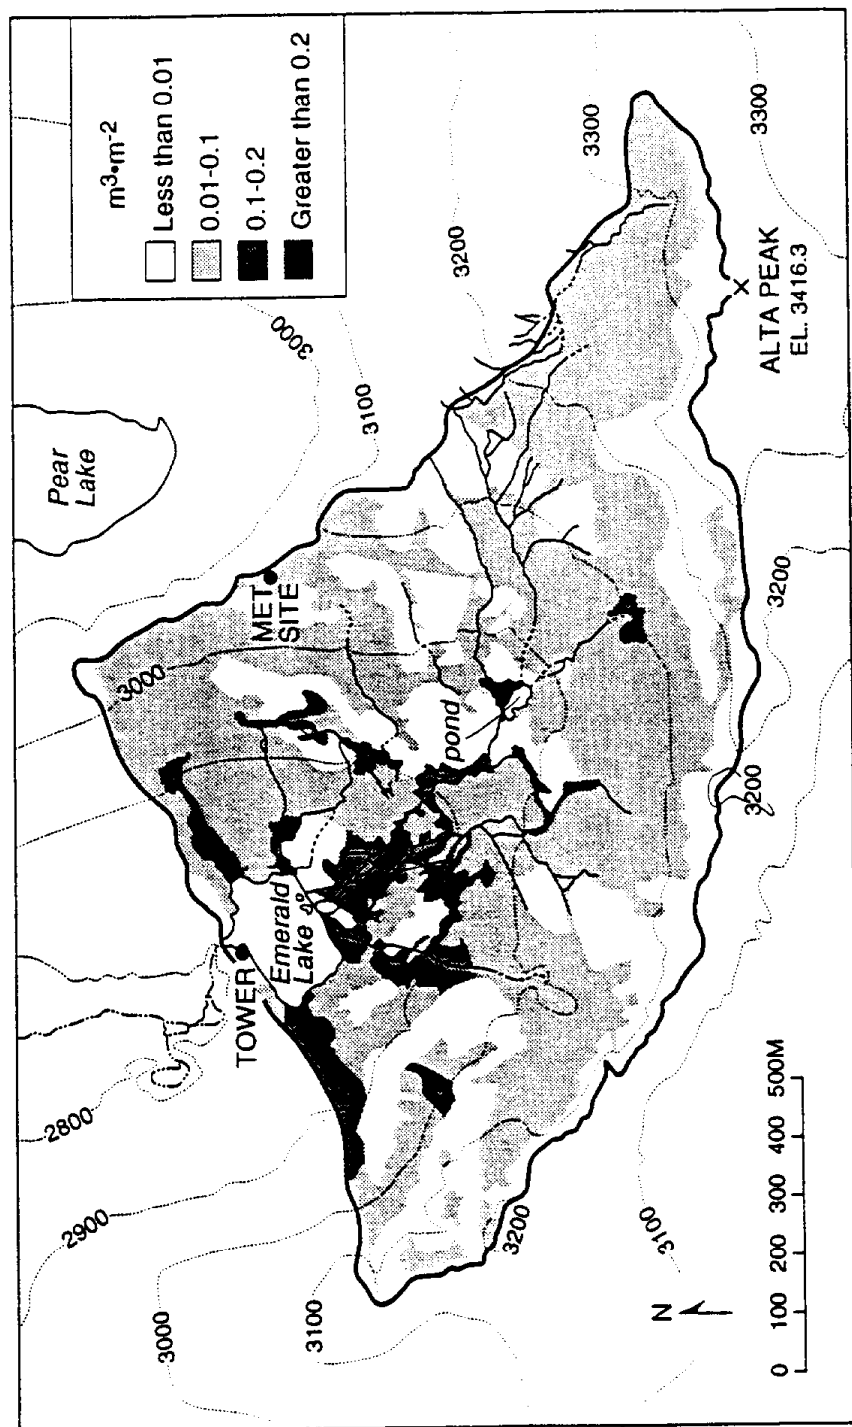 m³•m⁻²
Less than 0.01
0.01-0.1
0.1-0.2
Greater than 0.2
Pear
Lake
3000
3100
3200
3300
3300
MET
SITE
3000
TOWER
Emerald
Lake
pond
2800
2900
3000
3100
3200
3100
3200
3200
ALTA PEAK
EL. 3416.3
N
0 100 200 300 400 500M